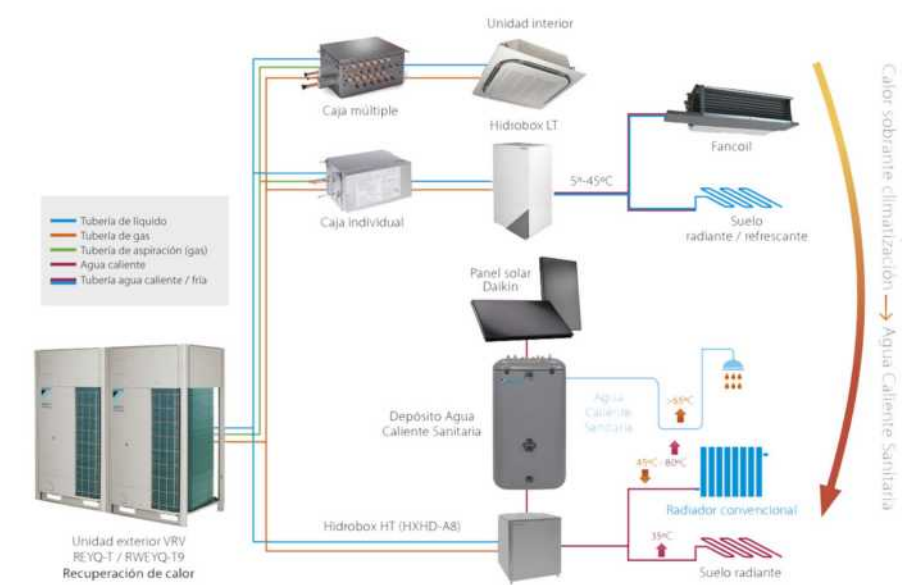 Unidad interior
Caja múltiple
Hidrobox LT
Fancoil
5º-45ºC
Caja individual
Suelo
radiante / refrescante
Tubería de líquido
Tubería de gas
Tubería de aspiración (gas)
Agua caliente
Tubería agua caliente / fría
Panel solar
Daikin
Depósito Agua
Caliente Sanitaria
Agua
Caliente
Sanitaria
>65ºC
45ºC - 80ºC
Radiador convencional
Hidrobox HT (HXHD-A8)
35ºC
Suelo radiante
Unidad exterior VRV
REYQ-T / RWEYQ-T9
Recuperación de calor
Calor sobrante climatización → Agua Caliente Sanitaria